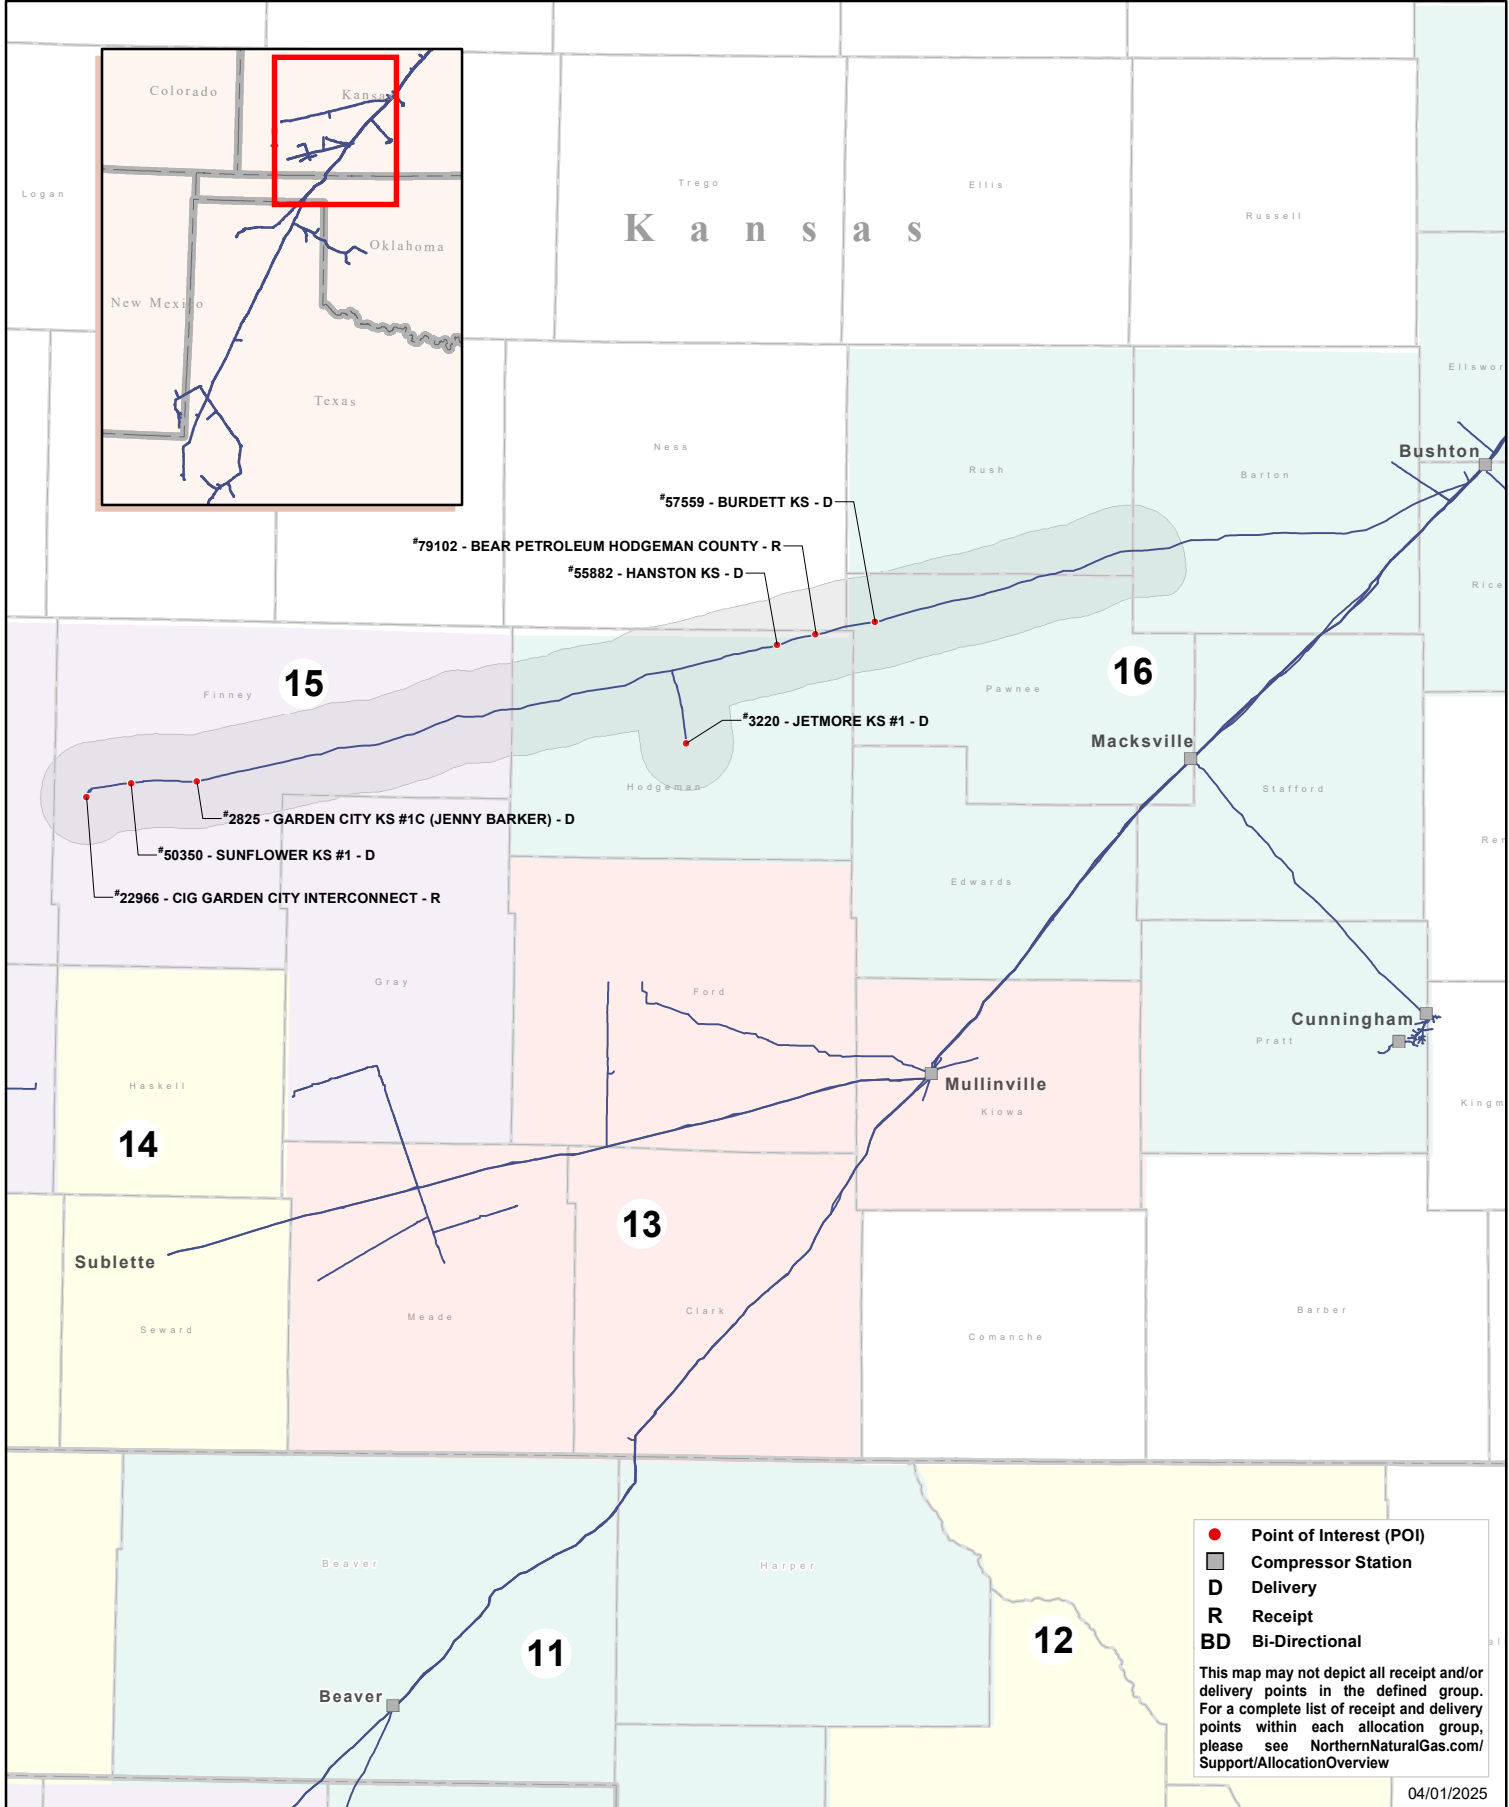 Colorado
Kansas
New Mexico
Oklahoma
Texas
Logan
Trego
Ellis
Russell
Kansas
Ness
Rush
Barton
Ellswor
Bushton
Rice
#57559 - BURDETT KS - D
#79102 - BEAR PETROLEUM HODGEMAN COUNTY - R
#55882 - HANSTON KS - D
15
16
Finney
Pawnee
#3220 - JETMORE KS #1 - D
Macksville
Hodgeman
Stafford
#2825 - GARDEN CITY KS #1C (JENNY BARKER) - D
#50350 - SUNFLOWER KS #1 - D
#22966 - CIG GARDEN CITY INTERCONNECT - R
Ren
Edwards
Gray
Ford
Cunningham
Pratt
Haskell
Mullinville
Kiowa
Kingm
14
13
Sublette
Seward
Meade
Clark
Comanche
Barber
Beaver
Harper
11
12
Beaver
Point of Interest (POI)
Compressor Station
D Delivery
R Receipt
BD Bi-Directional
This map may not depict all receipt and/or
delivery points in the defined group.
For a complete list of receipt and delivery
points within each allocation group,
please see NorthernNaturalGas.com/
Support/AllocationOverview
04/01/2025